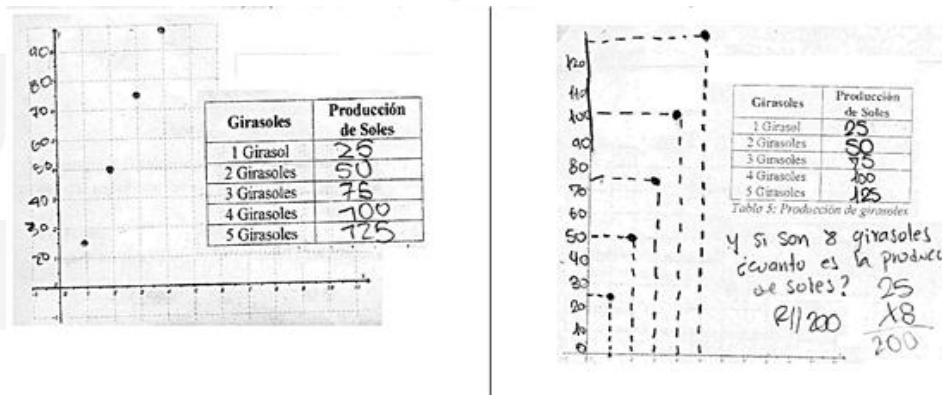 90
80
70
60
50
40
30
20
Girasoles Producción de Soles
1 Girasol 25
2 Girasoles 50
3 Girasoles 75
4 Girasoles 100
5 Girasoles 125
120
110
100
90
80
70
60
50
40
30
20
10
0
Girasoles Producción de Soles
1 Girasol 25
2 Girasoles 50
3 Girasoles 75
4 Girasoles 100
5 Girasoles 125
Tabla 5: Producción de girasoles
y si son 8 girasoles
¿cuanto es la produc
de soles?
R// 200
25
X8
200